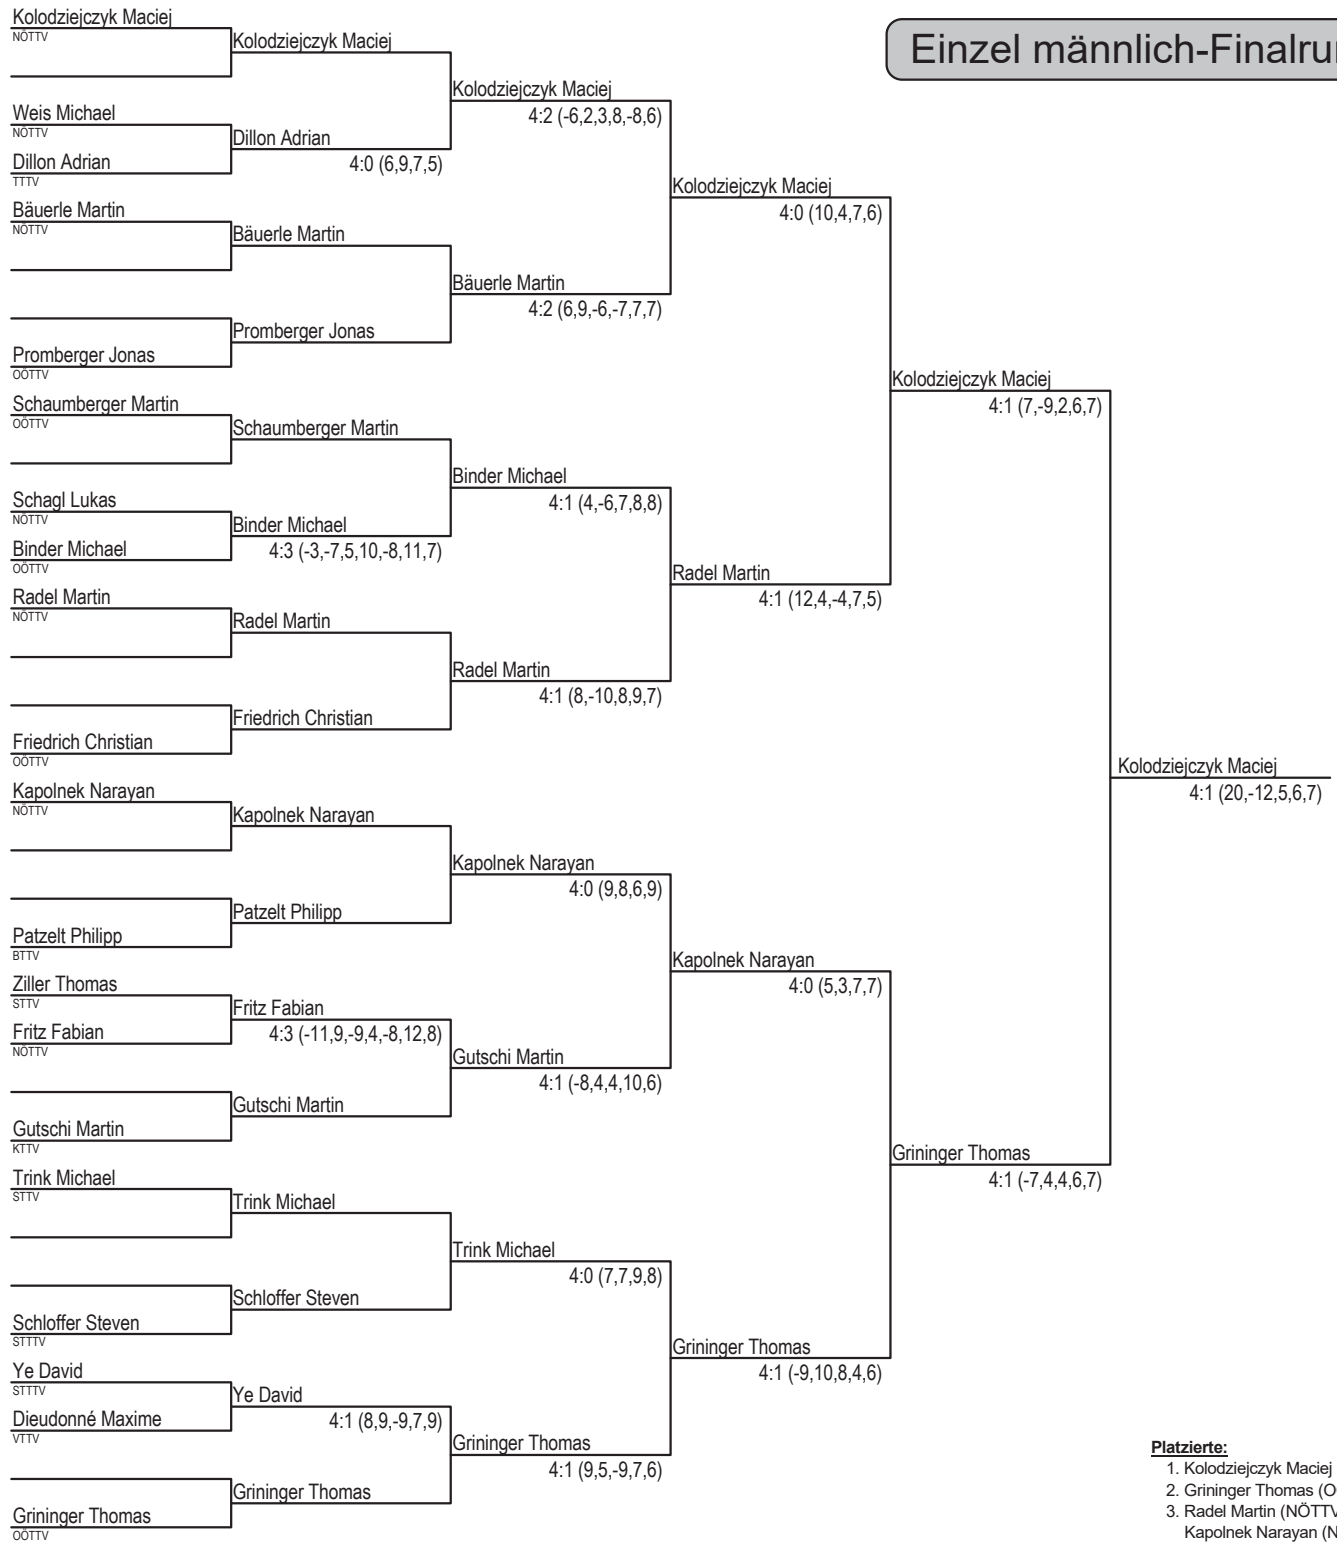 Einzel männlich-Finalru
Kolodziejczyk Maciej
NÖTTV
Weis Michael
NÖTTV
Dillon Adrian
TTTV
Bäuerle Martin
NÖTTV
Promberger Jonas
OÖTTV
Schaumberger Martin
OÖTTV
Schagl Lukas
NÖTTV
Binder Michael
OÖTTV
Radel Martin
NÖTTV
Friedrich Christian
OÖTTV
Kapolnek Narayan
NÖTTV
Patzelt Philipp
BTTV
Ziller Thomas
STTV
Fritz Fabian
NÖTTV
Gutschi Martin
KTTV
Trink Michael
STTV
Schloffer Steven
STTTV
Ye David
STTTV
Dieudonné Maxime
VTTV
Grininger Thomas
OÖTTV
Kolodziejczyk Maciej
Dillon Adrian
4:0 (6,9,7,5)
Bäuerle Martin
Promberger Jonas
Schaumberger Martin
Binder Michael
4:3 (-3,-7,5,10,-8,11,7)
Radel Martin
Friedrich Christian
Kapolnek Narayan
Patzelt Philipp
Fritz Fabian
4:3 (-11,9,-9,4,-8,12,8)
Gutschi Martin
Trink Michael
Schloffer Steven
Ye David
4:1 (8,9,-9,7,9)
Grininger Thomas
Kolodziejczyk Maciej
4:2 (-6,2,3,8,-8,6)
Bäuerle Martin
4:2 (6,9,-6,-7,7,7)
Binder Michael
4:1 (4,-6,7,8,8)
Radel Martin
4:1 (8,-10,8,9,7)
Kapolnek Narayan
4:0 (9,8,6,9)
Gutschi Martin
4:1 (-8,4,4,10,6)
Trink Michael
4:0 (7,7,9,8)
Grininger Thomas
4:1 (9,5,-9,7,6)
Kolodziejczyk Maciej
4:0 (10,4,7,6)
Radel Martin
4:1 (12,4,-4,7,5)
Kapolnek Narayan
4:0 (5,3,7,7)
Grininger Thomas
4:1 (-9,10,8,4,6)
Kolodziejczyk Maciej
4:1 (7,-9,2,6,7)
Grininger Thomas
4:1 (-7,4,4,6,7)
Kolodziejczyk Maciej
4:1 (20,-12,5,6,7)
Platzierte:
1. Kolodziejczyk Maciej
2. Grininger Thomas (O
3. Radel Martin (NÖTTV
Kapolnek Narayan (N